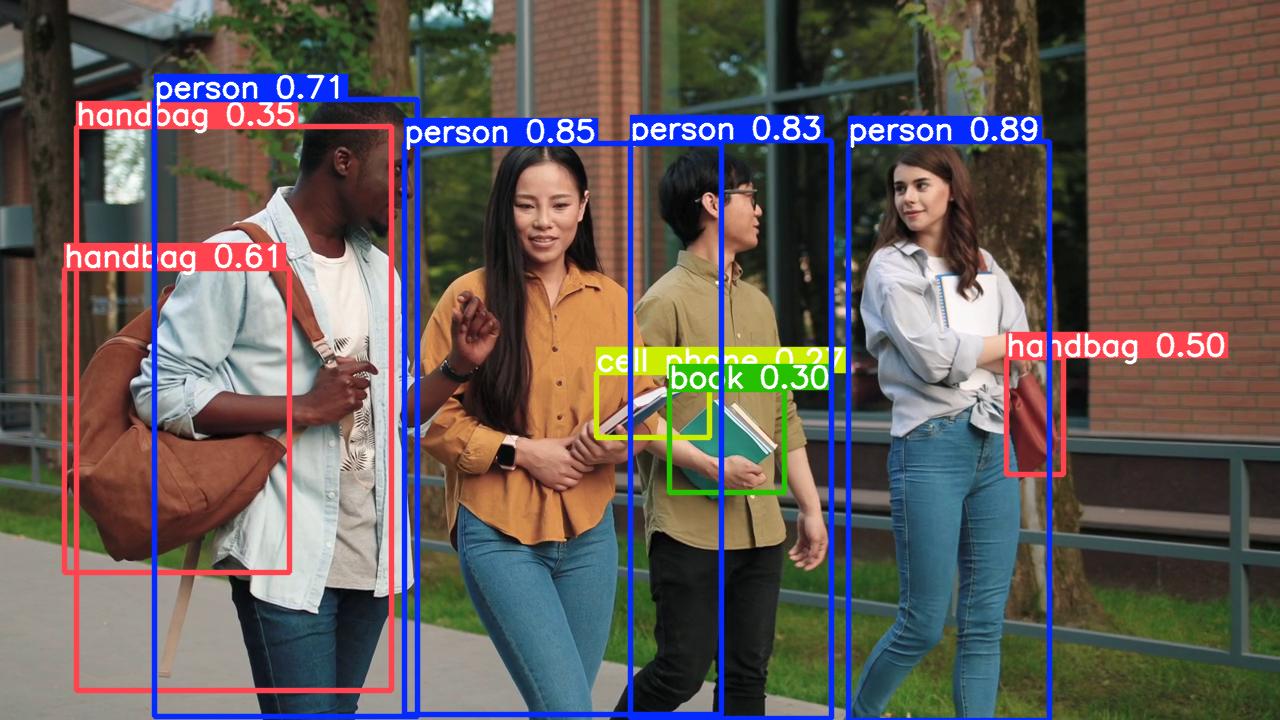 person 0.71
handbag 0.35
person 0.85
person 0.83
person 0.89
handbag 0.61
handbag 0.50
cell phone 0.27
book 0.30